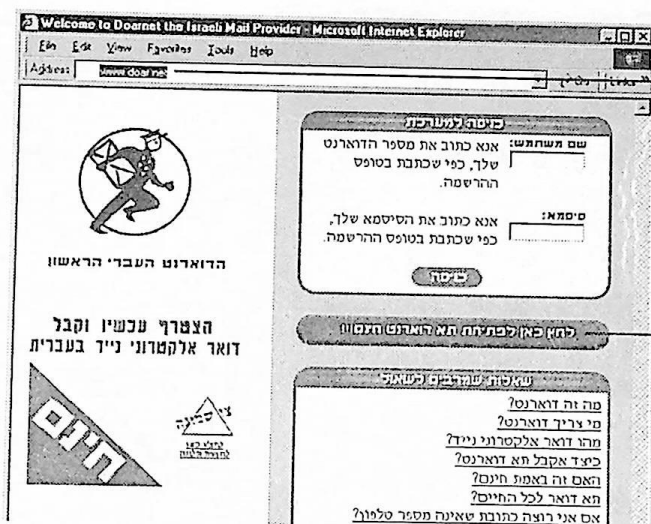 Welcome to Doarnet the Israeli Mail Provider - Microsoft Internet Explorer
File Edit View Favorites Tools Help
Address www.doar.net Links
כניסה למערכת
שם משתמש:
אנא כתוב את מספר הדוארנט
שלך, כפי שכתבת בטופס
ההרשמה.
סיסמא:
אנא כתוב את הסיסמא שלך,
כפי שכתבת בטופס ההרשמה.
כניסה
לחץ כאן לפתיחת תא דוארנט חינם!!
שאלות שמרבים לשאול
מה זה דוארנט?
מי צריך דוארנט?
מהו דואר אלקטרוני נייד?
כיצד אקבל תא דוארנט?
האם זה באמת חינם?
תא דואר לכל החיים?
אם אני רוצה כתובת שאינה מספר טלפון?
הדוארנט העברי הראשון
הצטרף עכשיו וקבל
דואר אלקטרוני נייד בעברית
חינם